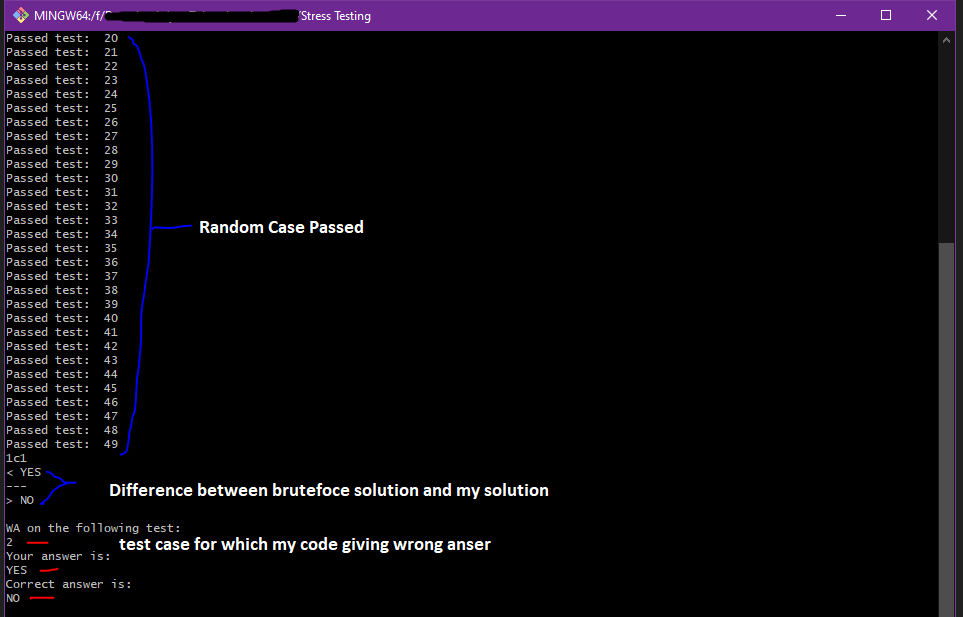 MINGW64:/f/ /Stress Testing
Passed test: 20
Passed test: 21
Passed test: 22
Passed test: 23
Passed test: 24
Passed test: 25
Passed test: 26
Passed test: 27
Passed test: 28
Passed test: 29
Passed test: 30
Passed test: 31
Passed test: 32
Passed test: 33
Random Case Passed
Passed test: 34
Passed test: 35
Passed test: 36
Passed test: 37
Passed test: 38
Passed test: 39
Passed test: 40
Passed test: 41
Passed test: 42
Passed test: 43
Passed test: 44
Passed test: 45
Passed test: 46
Passed test: 47
Passed test: 48
Passed test: 49
1c1
< YES
---
> NO
Difference between brutefoce solution and my solution
WA on the following test:
2
test case for which my code giving wrong anser
Your answer is:
YES
Correct answer is:
NO